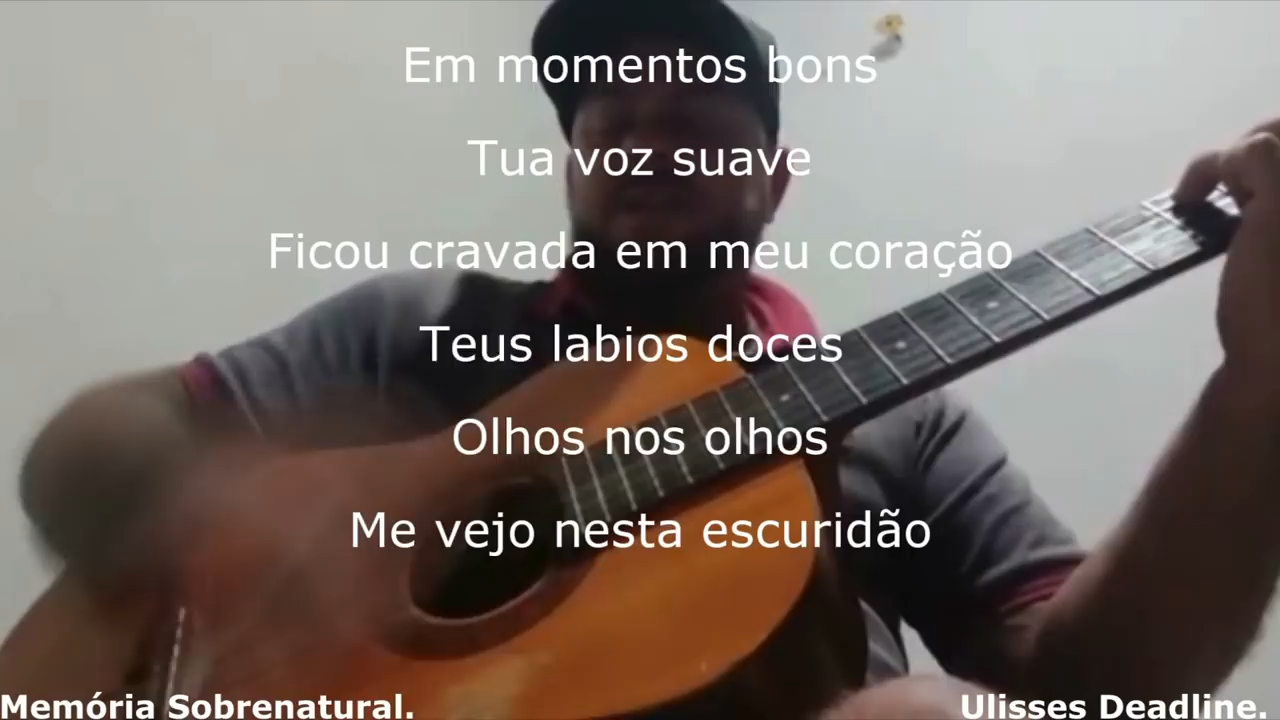 Em momentos bons
Tua voz suave
Ficou cravada em meu coração
Teus labios doces
Olhos nos olhos
Me vejo nesta escuridão
Memória Sobrenatural.
Ulisses Deadline.